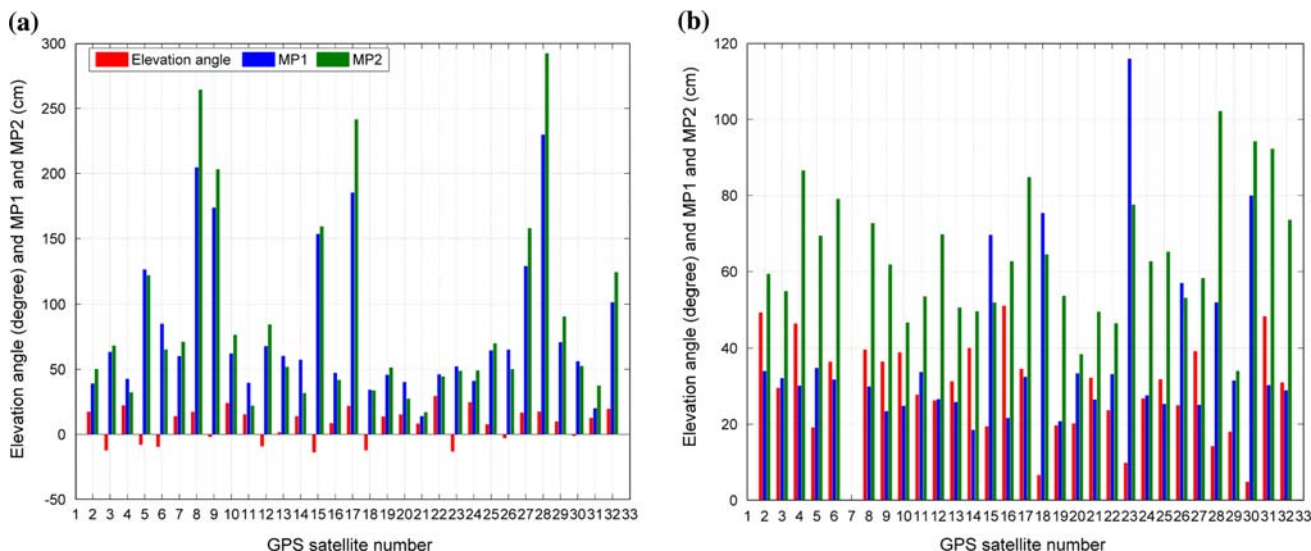 (a)
Elevation angle (degree) and MP1 and MP2 (cm)
300
250
200
150
100
50
0
-50
Elevation angle MP1 MP2
1 2 3 4 5 6 7 8 9 10 11 12 13 14 15 16 17 18 19 20 21 22 23 24 25 26 27 28 29 30 31 32 33
GPS satellite number
(b)
Elevation angle (degree) and MP1 and MP2 (cm)
120
100
80
60
40
20
0
1 2 3 4 5 6 7 8 9 10 11 12 13 14 15 16 17 18 19 20 21 22 23 24 25 26 27 28 29 30 31 32 33
GPS satellite number